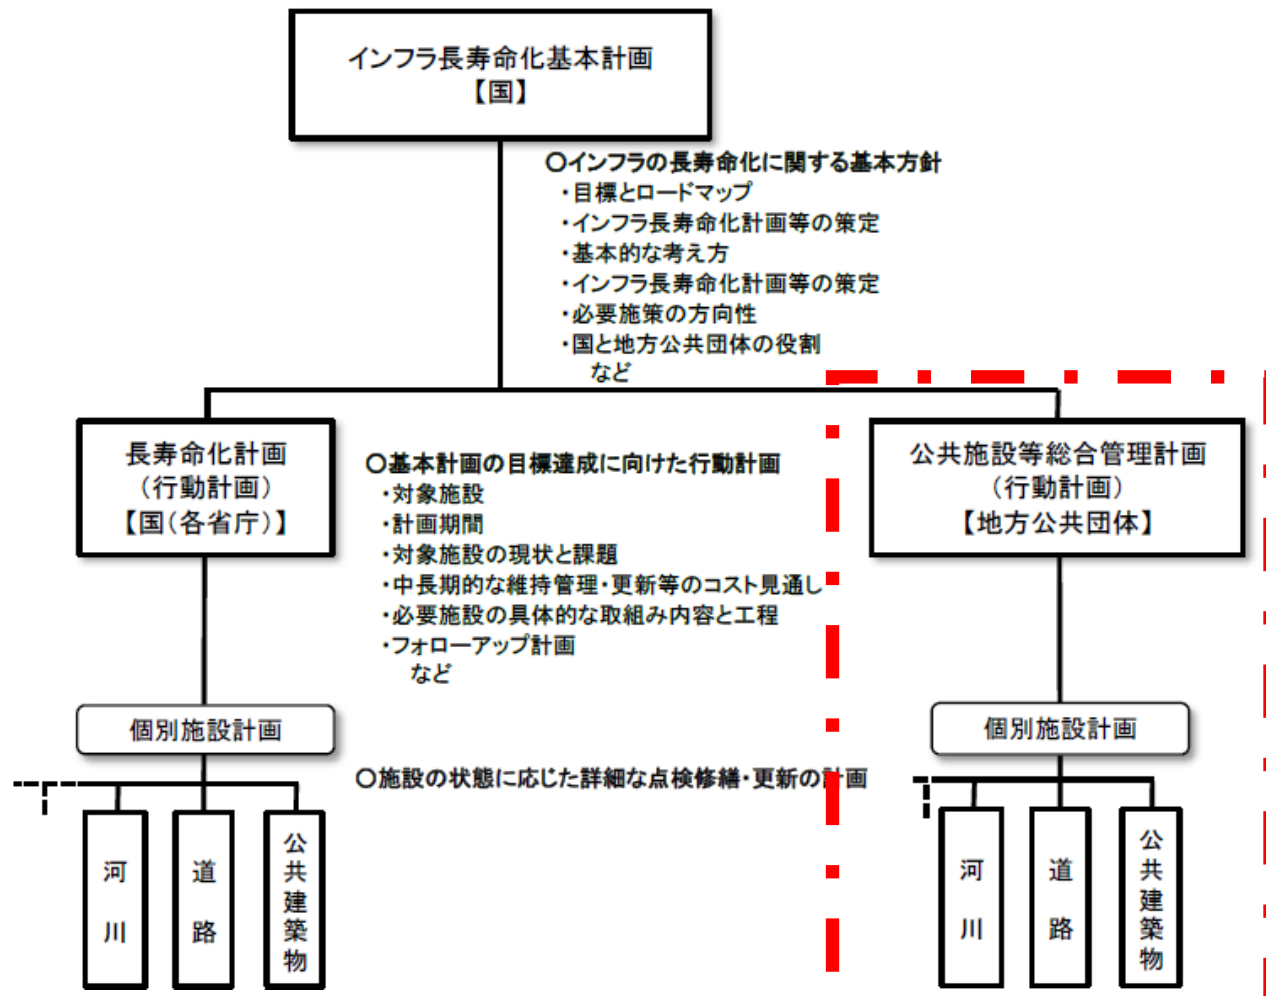 インフラ長寿命化基本計画
【国】
〇インフラの長寿命化に関する基本方針
・目標とロードマップ
・インフラ長寿命化計画等の策定
・基本的な考え方
・インフラ長寿命化計画等の策定
・必要施策の方向性
・国と地方公共団体の役割
など
長寿命化計画
（行動計画）
【国（各省庁）】
〇基本計画の目標達成に向けた行動計画
・対象施設
・計画期間
・対象施設の現状と課題
・中長期的な維持管理・更新等のコスト見通し
・必要施設の具体的な取組み内容と工程
・フォローアップ計画
など
公共施設等総合管理計画
（行動計画）
【地方公共団体】
個別施設計画
〇施設の状態に応じた詳細な点検修繕・更新の計画
個別施設計画
河川
道路
公共建築物
河川
道路
公共建築物